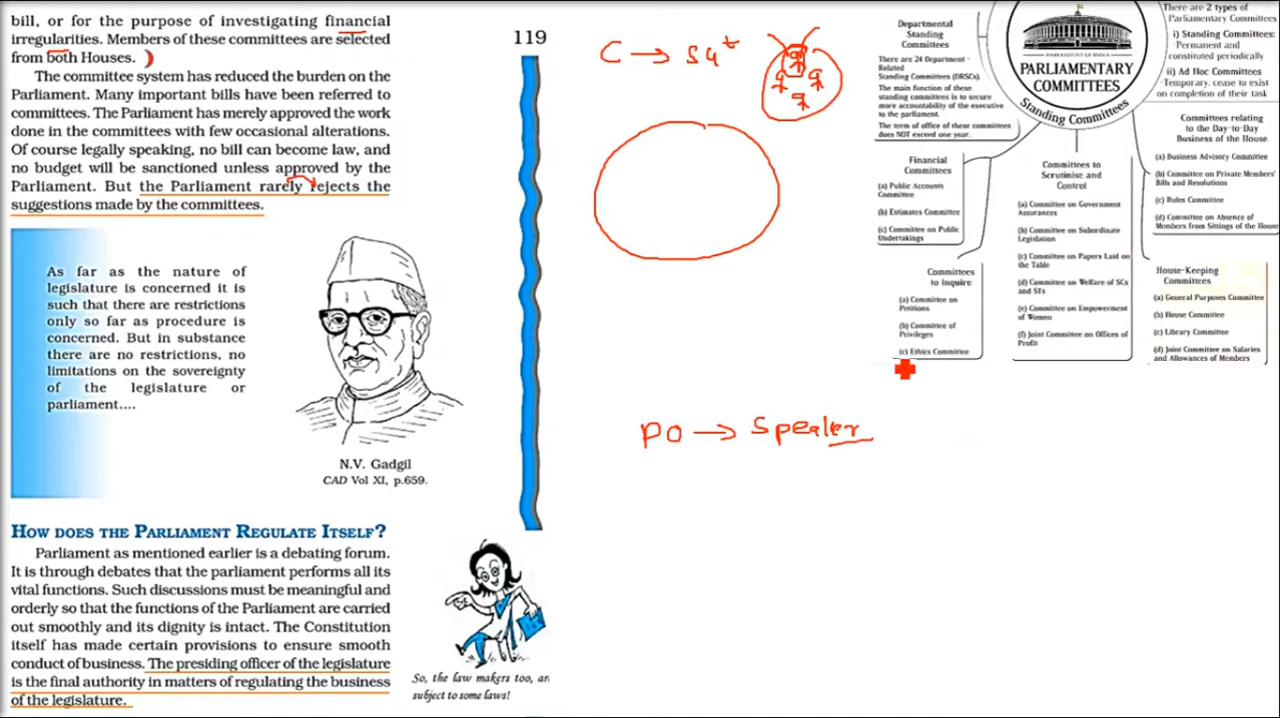 bill, or for the purpose of investigating financial
irregularities. Members of these committees are selected
from both Houses.
The committee system has reduced the burden on the
Parliament. Many important bills have been referred to
committees. The Parliament has merely approved the work
done in the committees with few occasional alterations.
Of course legally speaking, no bill can become law, and
no budget will be sanctioned unless approved by the
Parliament. But the Parliament rarely rejects the
suggestions made by the committees.
As far as the nature of
legislature is concerned it is
such that there are restrictions
only so far as procedure is
concerned. But in substance
there are no restrictions, no
limitations on the sovereignty
of the legislature or
parliament....
N.V. Gadgil
CAD Vol XI, p.659.
HOW DOES THE PARLIAMENT REGULATE ITSELF?
Parliament as mentioned earlier is a debating forum.
It is through debates that the parliament performs all its
vital functions. Such discussions must be meaningful and
orderly so that the functions of the Parliament are carried
out smoothly and its dignity is intact. The Constitution
itself has made certain provisions to ensure smooth
conduct of business. The presiding officer of the legislature
is the final authority in matters of regulating the business
of the legislature.
So, the law makers too, ar
subject to some laws!
119
PO → Speaker
Departmental
Standing
Committees
There are 24 Department -
Related
Standing Committees (DRSCs).
The main function of these
standing committees is to secure
more accountability of the executive
to the parliament.
The term of office of these committees
does NOT exceed one year.
PARLIAMENTARY
COMMITTEES
Standing Committees
There are 2 types of
Parliamentary Committees
i) Standing Committees:
Permanent and
constituted periodically
ii) Ad Hoc Committees
Temporary, cease to exist
on completion of their task
Financial
Committees
(a) Public Accounts
Committee
(b) Estimates Committee
(c) Committee on Public
Undertakings
Committees
to Inquire
(a) Committee on
Petitions
(b) Committee of
Privileges
(c) Ethics Committee
Committees to
Scrutinise and
Control
(a) Committee on Government
Assurances
(b) Committee on Subordinate
Legislation
(c) Committee on Papers Laid on
the Table
(d) Committee on Welfare of SCs
and STs
(e) Committee on Empowerment
of Women
(f) Joint Committee on Offices of
Profit
Committees relating
to the Day-to-Day
Business of the House
(a) Business Advisory Committee
(b) Committee on Private Members'
Bills and Resolutions
(c) Rules Committee
(d) Committee on Absence of
Members from Sittings of the House
House-Keeping
Committees
(a) General Purposes Committee
(b) House Committee
(c) Library Committee
(d) Joint Committee on Salaries
and Allowances of Members